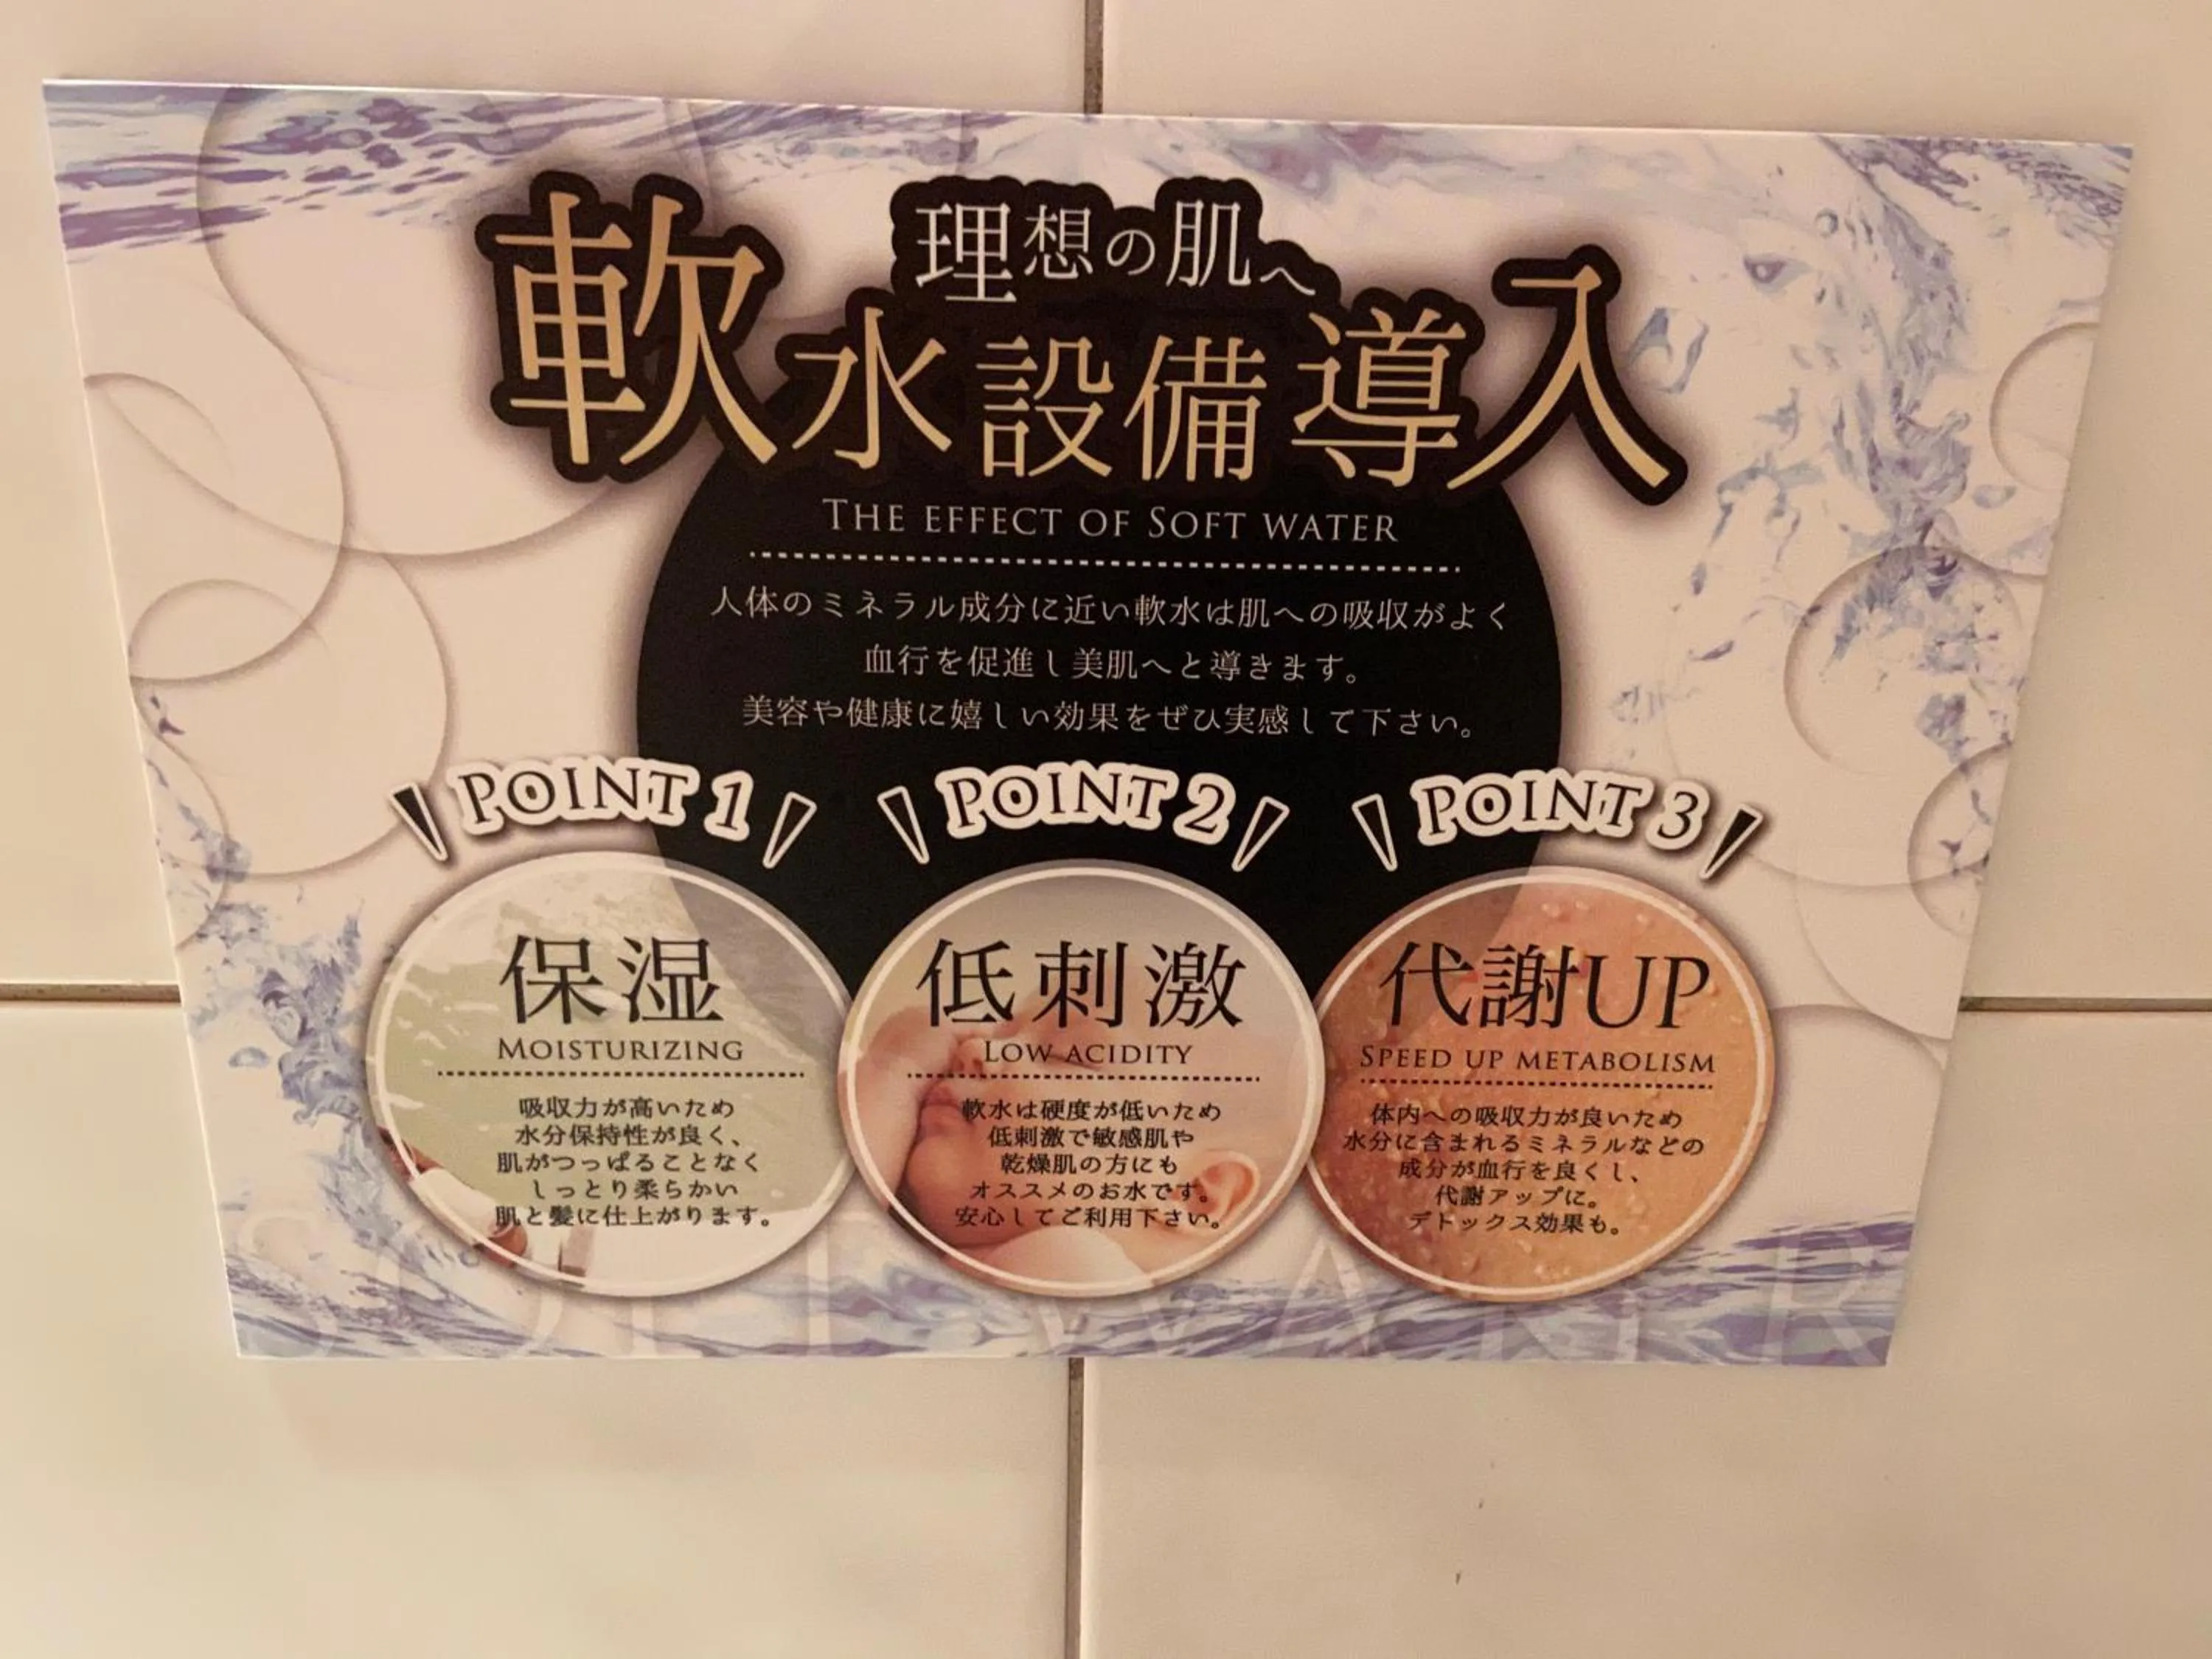 理想の肌へ
軟水設備導入
THE EFFECT OF SOFT WATER
人体のミネラル成分に近い軟水は肌への吸収がよく
血行を促進し美肌へと導きます。
美容や健康に嬉しい効果をぜひ実感して下さい。
POINT 1
保湿
MOISTURIZING
吸収力が高いため
水分保持性が良く、
肌がつっぱることなく
しっとり柔らかい
肌と髪に仕上がります。
POINT 2
低刺激
LOW ACIDITY
軟水は硬度が低いため
低刺激で敏感肌や
乾燥肌の方にも
オススメのお水です。
安心してご利用下さい。
POINT 3
代謝UP
SPEED UP METABOLISM
体内への吸収力が良いため
水分に含まれるミネラルなどの
成分が血行を良くし、
代謝アップに。
デトックス効果も。
SOFT WATER